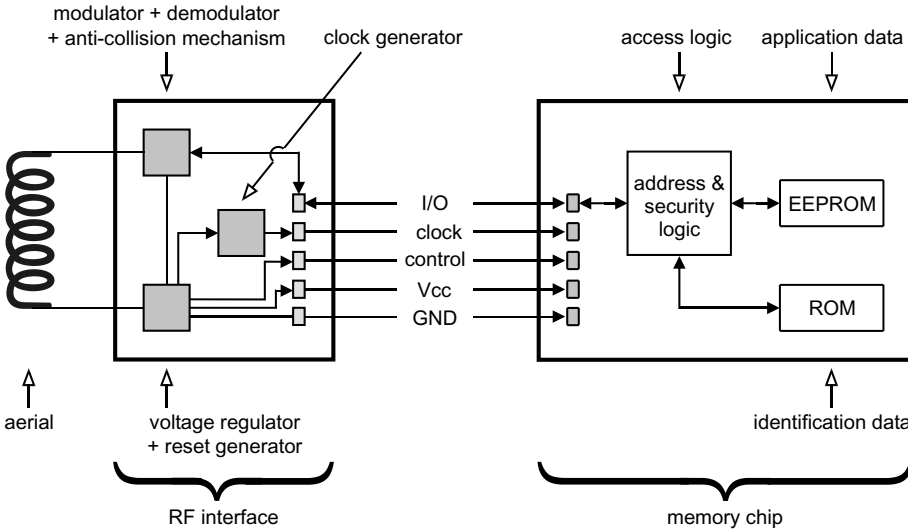 modulator + demodulator
+ anti-collision mechanism
clock generator
access logic
application data
I/O
clock
control
Vcc
GND
address &
security
logic
EEPROM
ROM
aerial
voltage regulator
+ reset generator
identification data
RF interface
memory chip